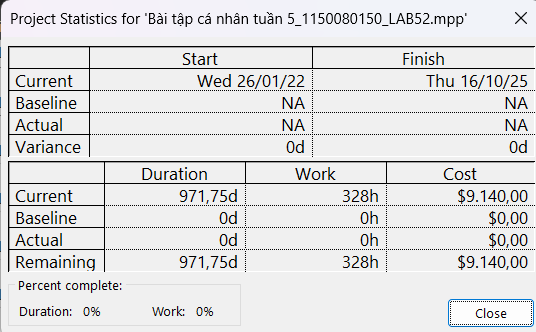 Project Statistics for 'Bài tập cá nhân tuần 5_1150080150_LAB52.mpp'
Start Finish
Current Wed 26/01/22 Thu 16/10/25
Baseline NA NA
Actual NA NA
Variance 0d 0d
Duration Work Cost
Current 971,75d 328h $9.140,00
Baseline 0d 0h $0,00
Actual 0d 0h $0,00
Remaining 971,75d 328h $9.140,00
Percent complete:
Duration: 0% Work: 0%
Close